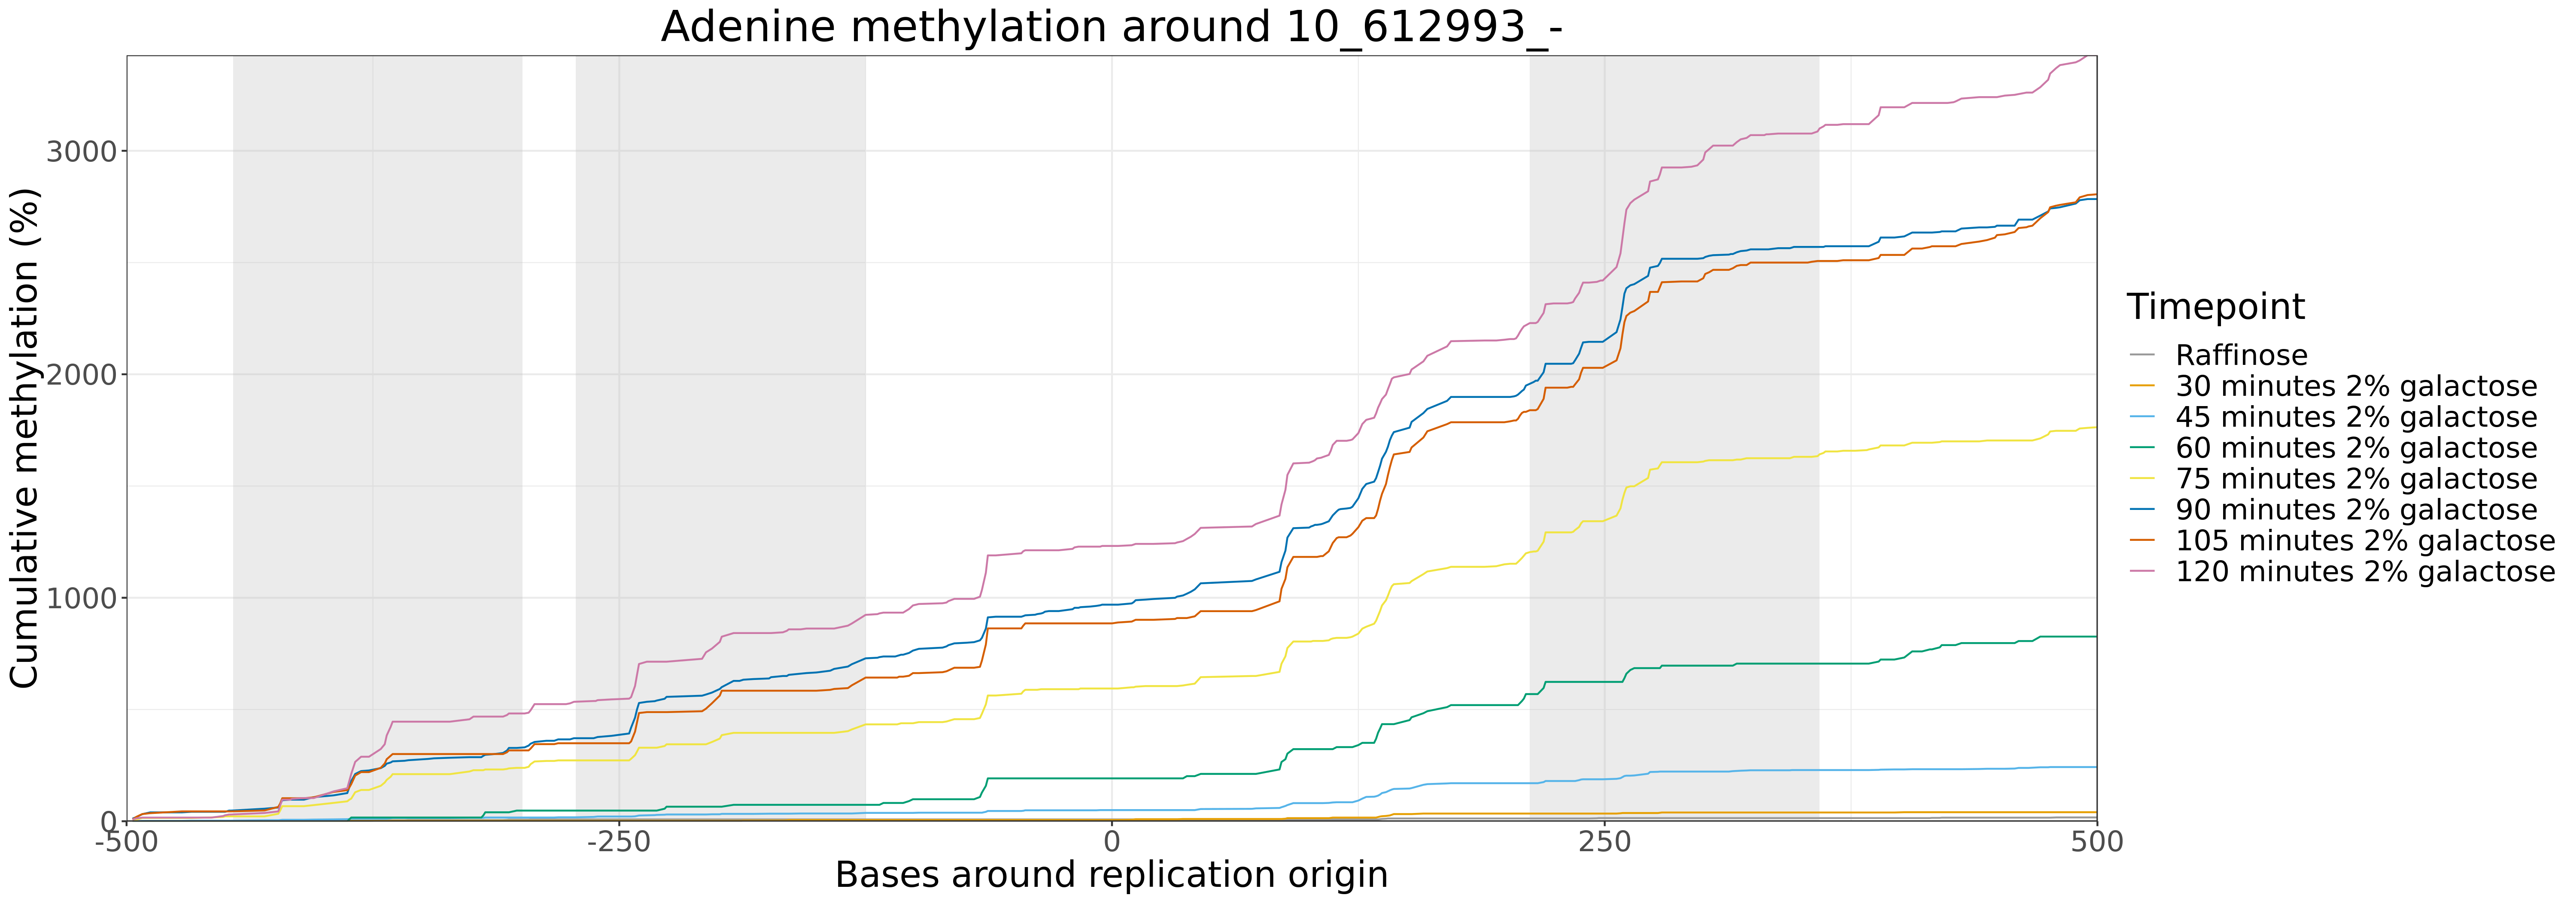 Adenine methylation around 10_612993_-
Cumulative methylation (%)
3000
2000
1000
0
-500
-250
0
250
500
Bases around replication origin
Timepoint
Raffinose
30 minutes 2% galactose
45 minutes 2% galactose
60 minutes 2% galactose
75 minutes 2% galactose
90 minutes 2% galactose
105 minutes 2% galactose
120 minutes 2% galactose